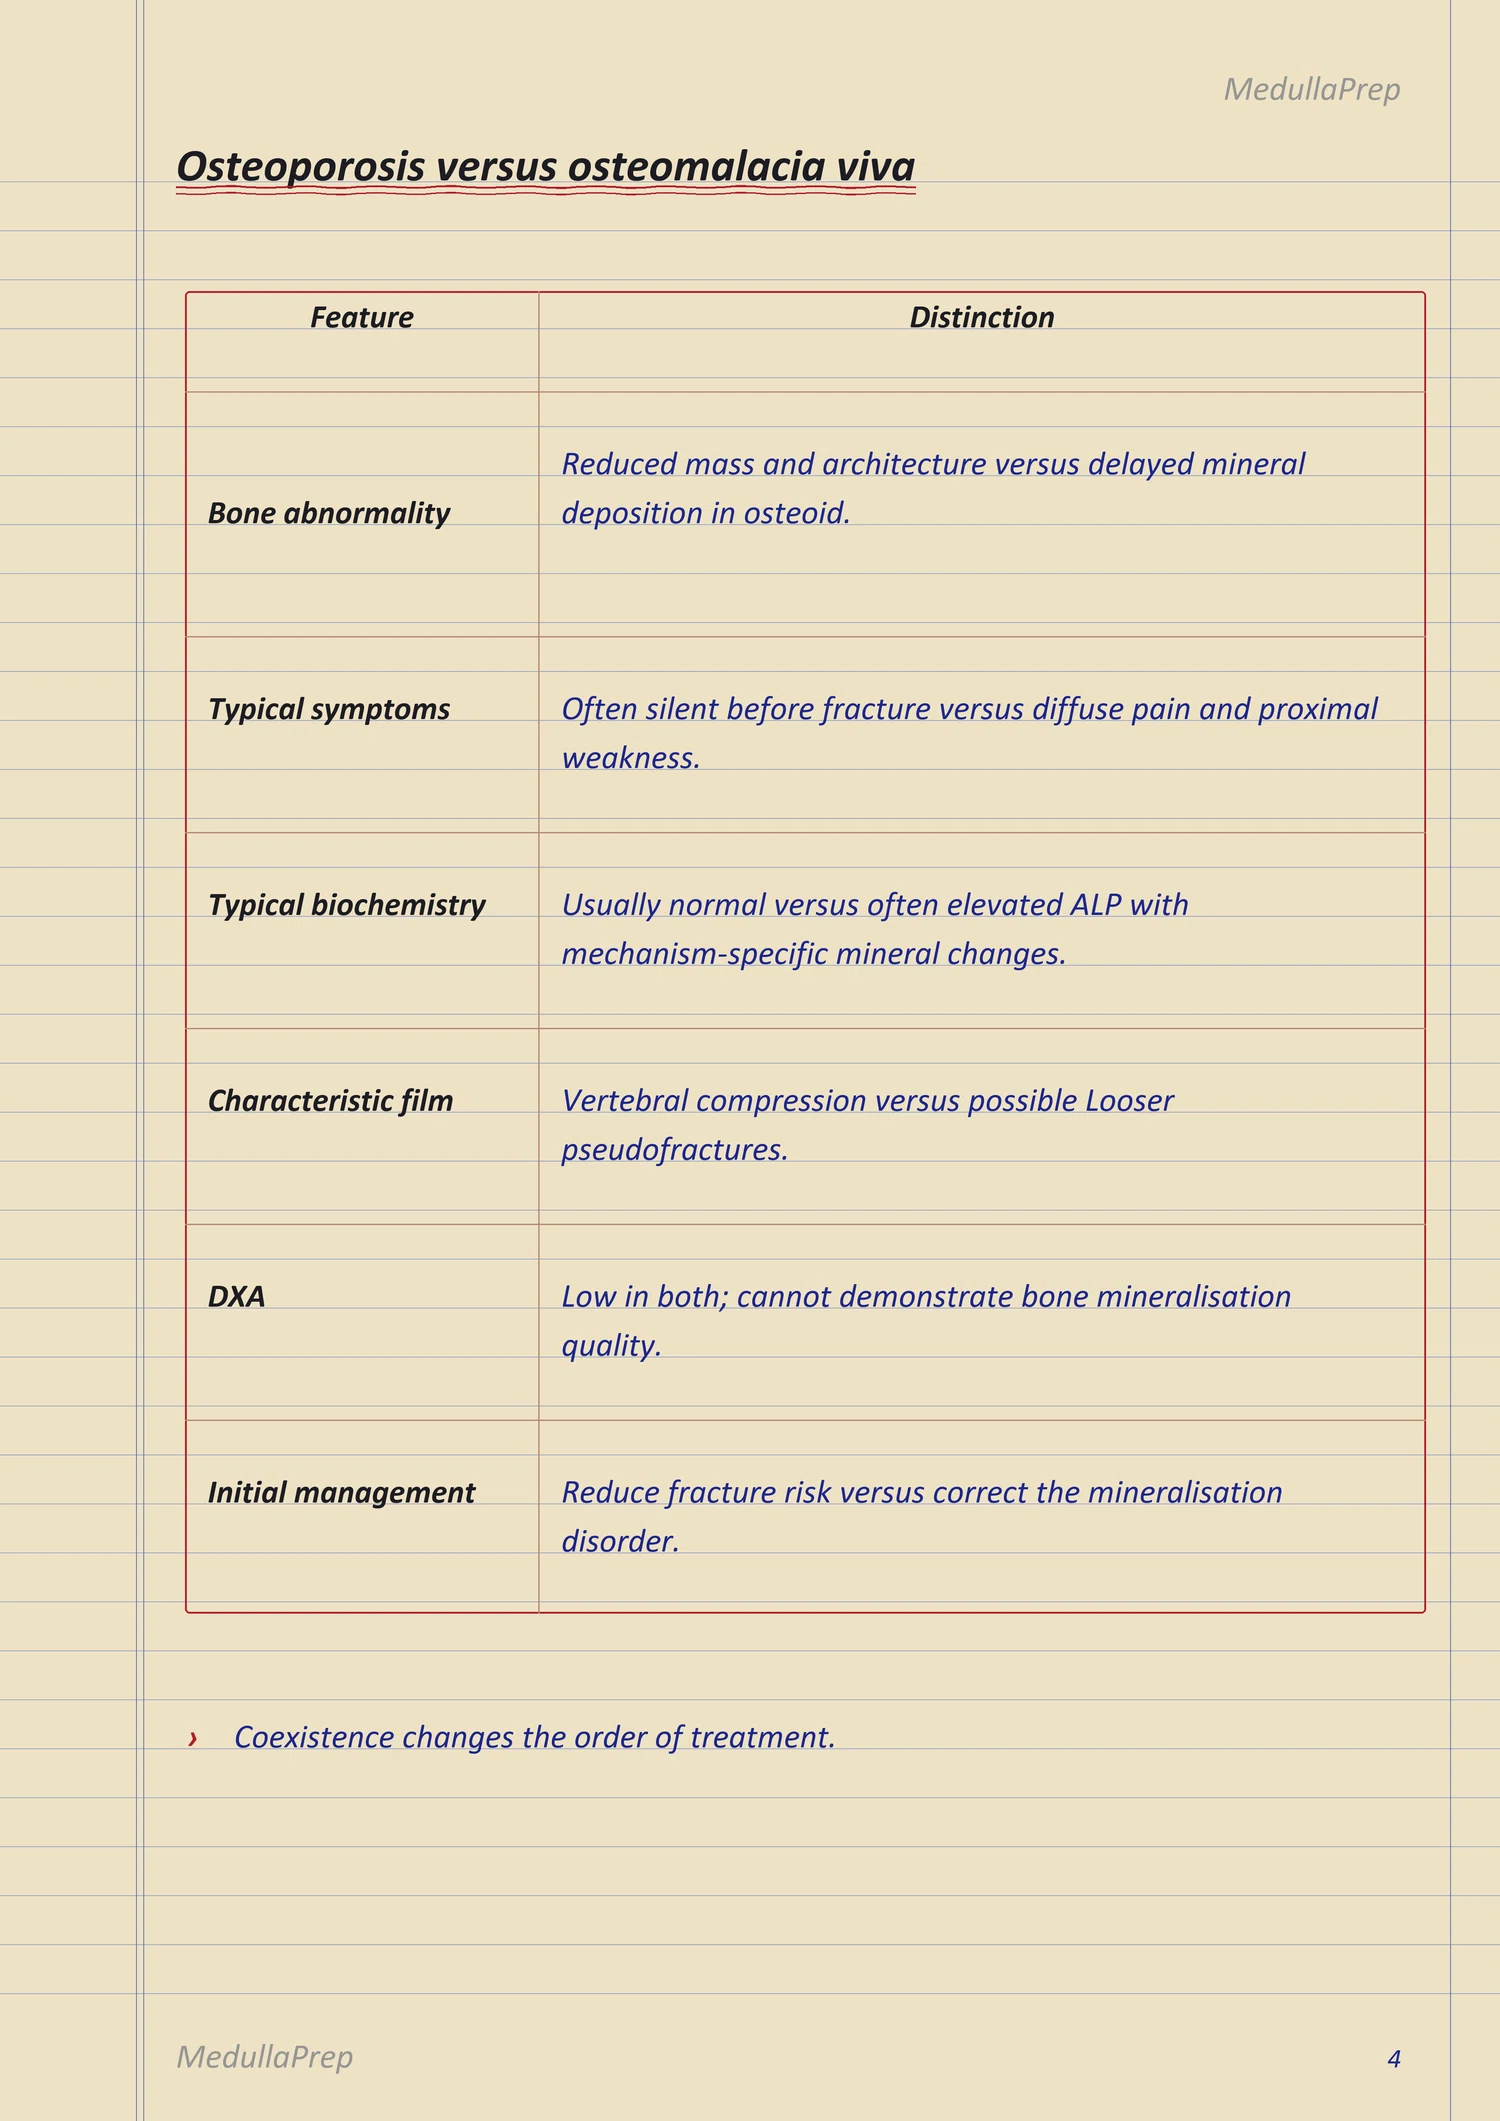 MedullaPrep
Osteoporosis versus osteomalacia viva
Feature
Distinction
Bone abnormality
Reduced mass and architecture versus delayed mineral
deposition in osteoid.
Typical symptoms
Often silent before fracture versus diffuse pain and proximal
weakness.
Typical biochemistry
Usually normal versus often elevated ALP with
mechanism-specific mineral changes.
Characteristic film
Vertebral compression versus possible Looser
pseudofractures.
DXA
Low in both; cannot demonstrate bone mineralisation
quality.
Initial management
Reduce fracture risk versus correct the mineralisation
disorder.
› Coexistence changes the order of treatment.
MedullaPrep
4